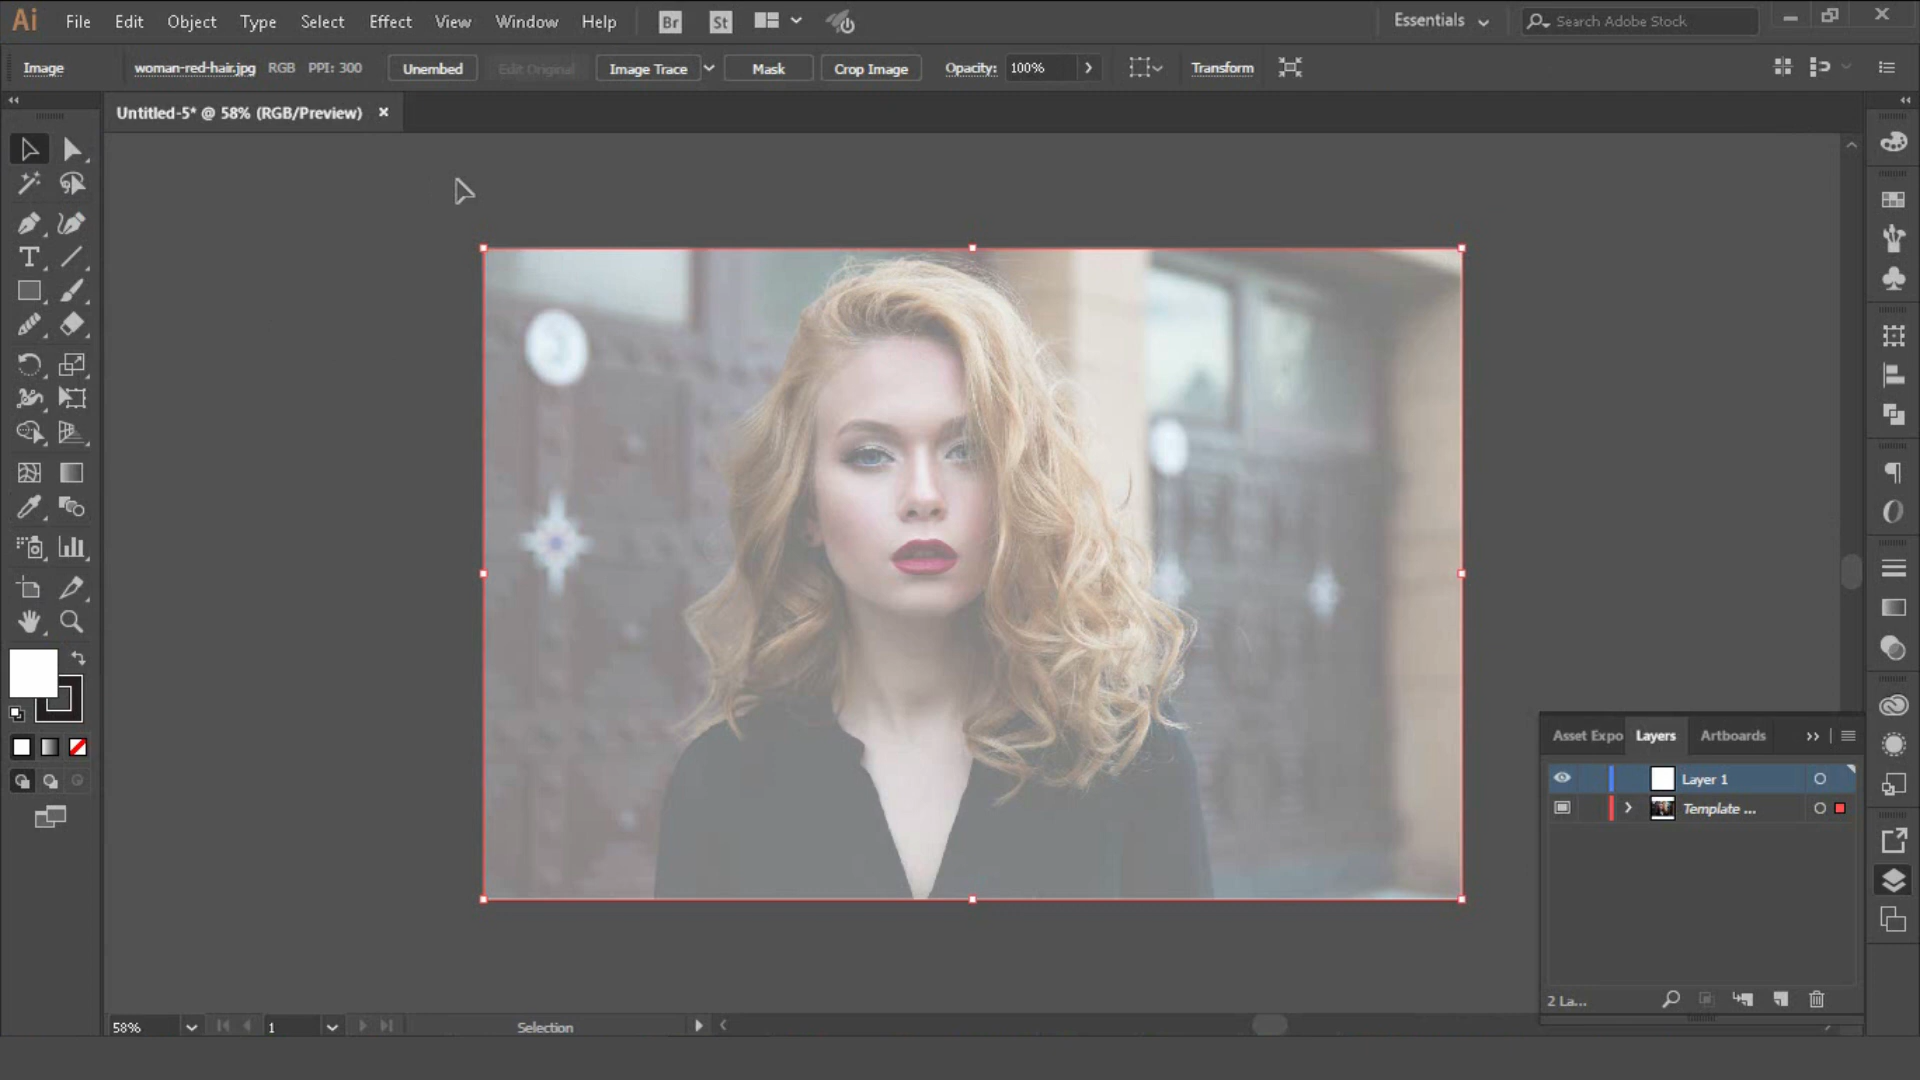 Ai File Edit Object Type Select Effect View Window Help Br St Essentials Search Adobe Stock
Image woman-red-hair.jpg RGB PPI: 300 Unembed Edit Original Image Trace Mask Crop Image Opacity: 100% Transform
Untitled-5* @ 58% (RGB/Preview)
Asset Expo Layers Artboards
Layer 1
Template ...
2 La...
58% 1 Selection